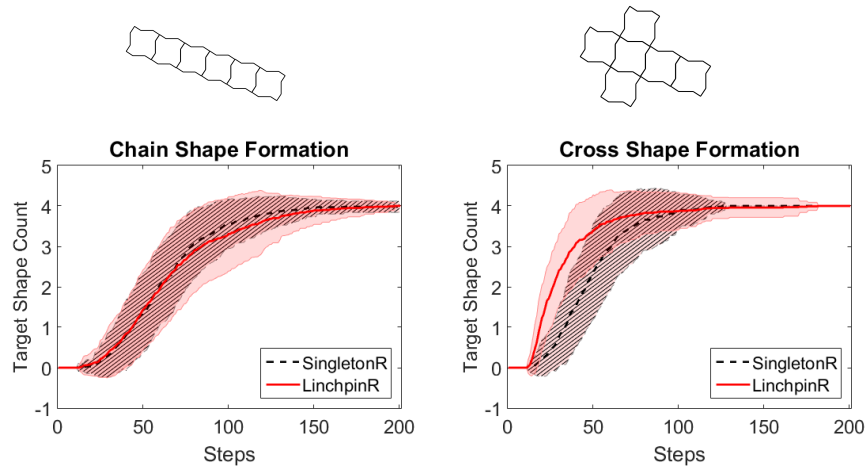 Chain Shape Formation
Target Shape Count
5
4
3
2
1
0
-1
SingletonR
LinchpinR
0 50 100 150 200
Steps
Cross Shape Formation
Target Shape Count
5
4
3
2
1
0
-1
SingletonR
LinchpinR
0 50 100 150 200
Steps